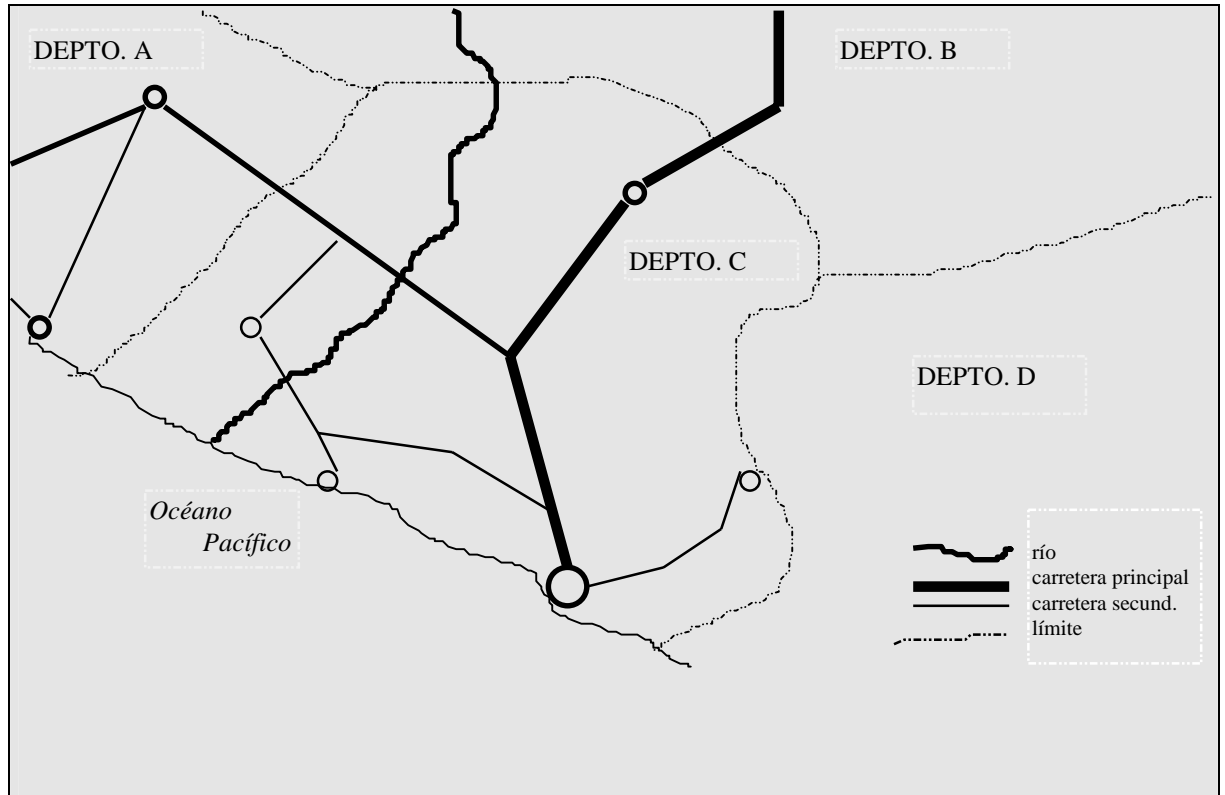 DEPTO. A
DEPTO. B
DEPTO. C
DEPTO. D
Océano
Pacífico
río
carretera principal
carretera secund.
límite